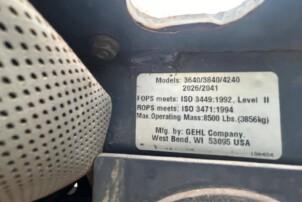 Models: 3640/3840/4240
2026/2041
FOPS meets: ISO 3449:1992, Level II
ROPS meets: ISO 3471:1994
Max. Operating Mass:8500 Lbs.(3856kg)
Mfg. by: GEHL Company,
West Bend, WI 53095 USA